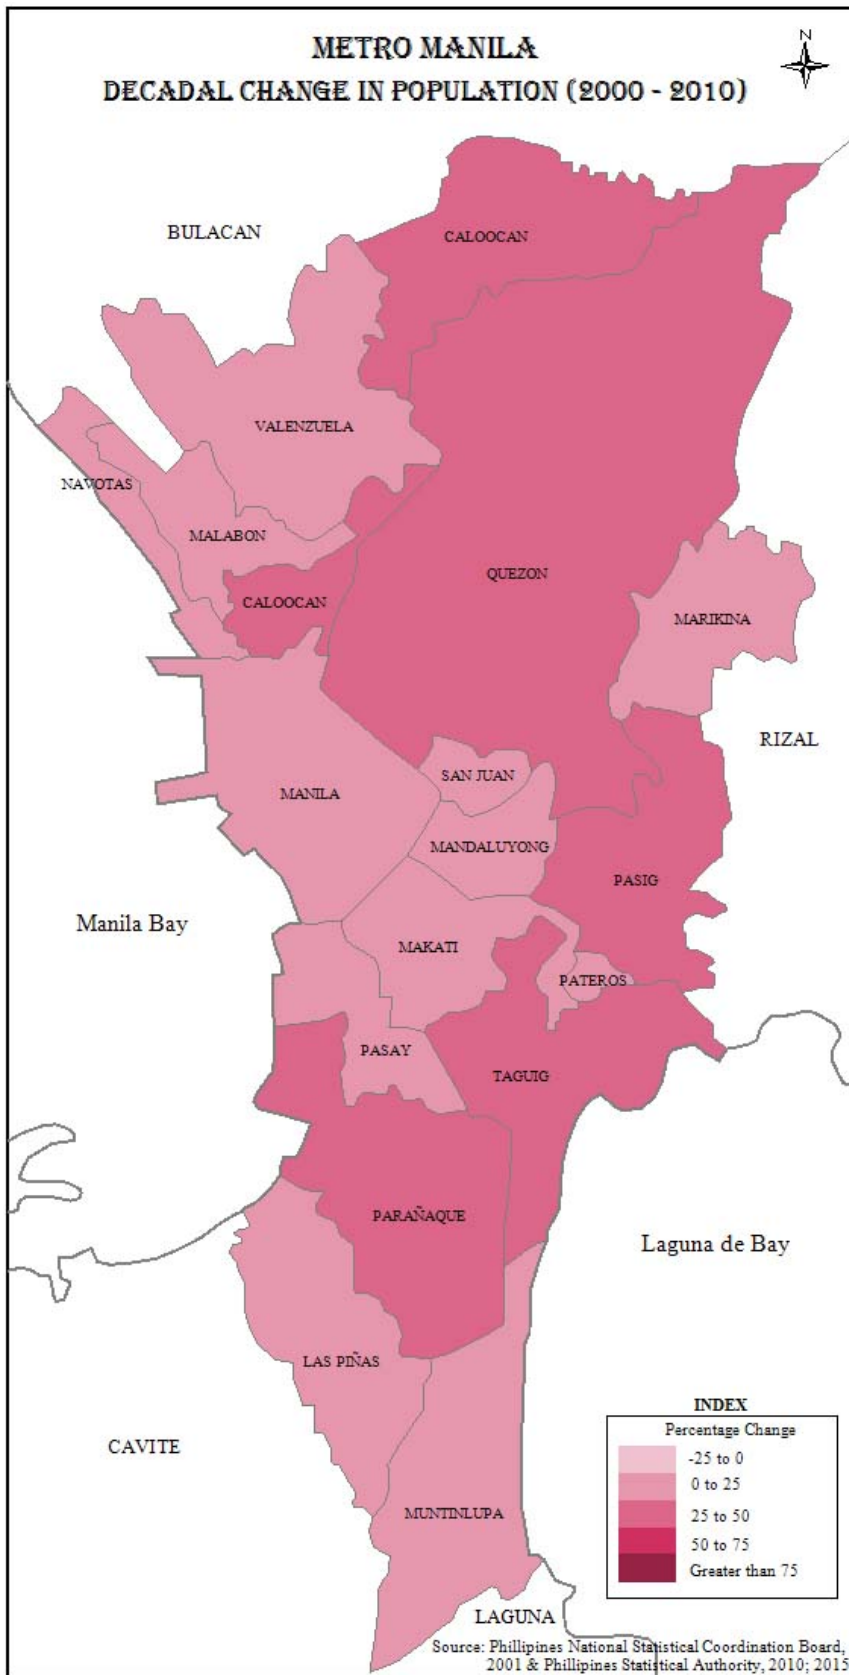 METRO MANILA
DECADAL CHANGE IN POPULATION (2000 - 2010)
N
BULACAN
CALOOCAN
VALENZUELA
NAVOTAS
MALABON
QUEZON
CALOOCAN
MARIKINA
RIZAL
SAN JUAN
MANILA
MANDALUYONG
PASIG
Manila Bay
MAKATI
PATEROS
PASAY
TAGUIG
PARAÑAQUE
Laguna de Bay
LAS PIÑAS
CAVITE
MUNTINLUPA
INDEX
Percentage Change
-25 to 0
0 to 25
25 to 50
50 to 75
Greater than 75
LAGUNA
Source: Phillipines National Statistical Coordination Board,
2001 & Phillipines Statistical Authority, 2010; 2015